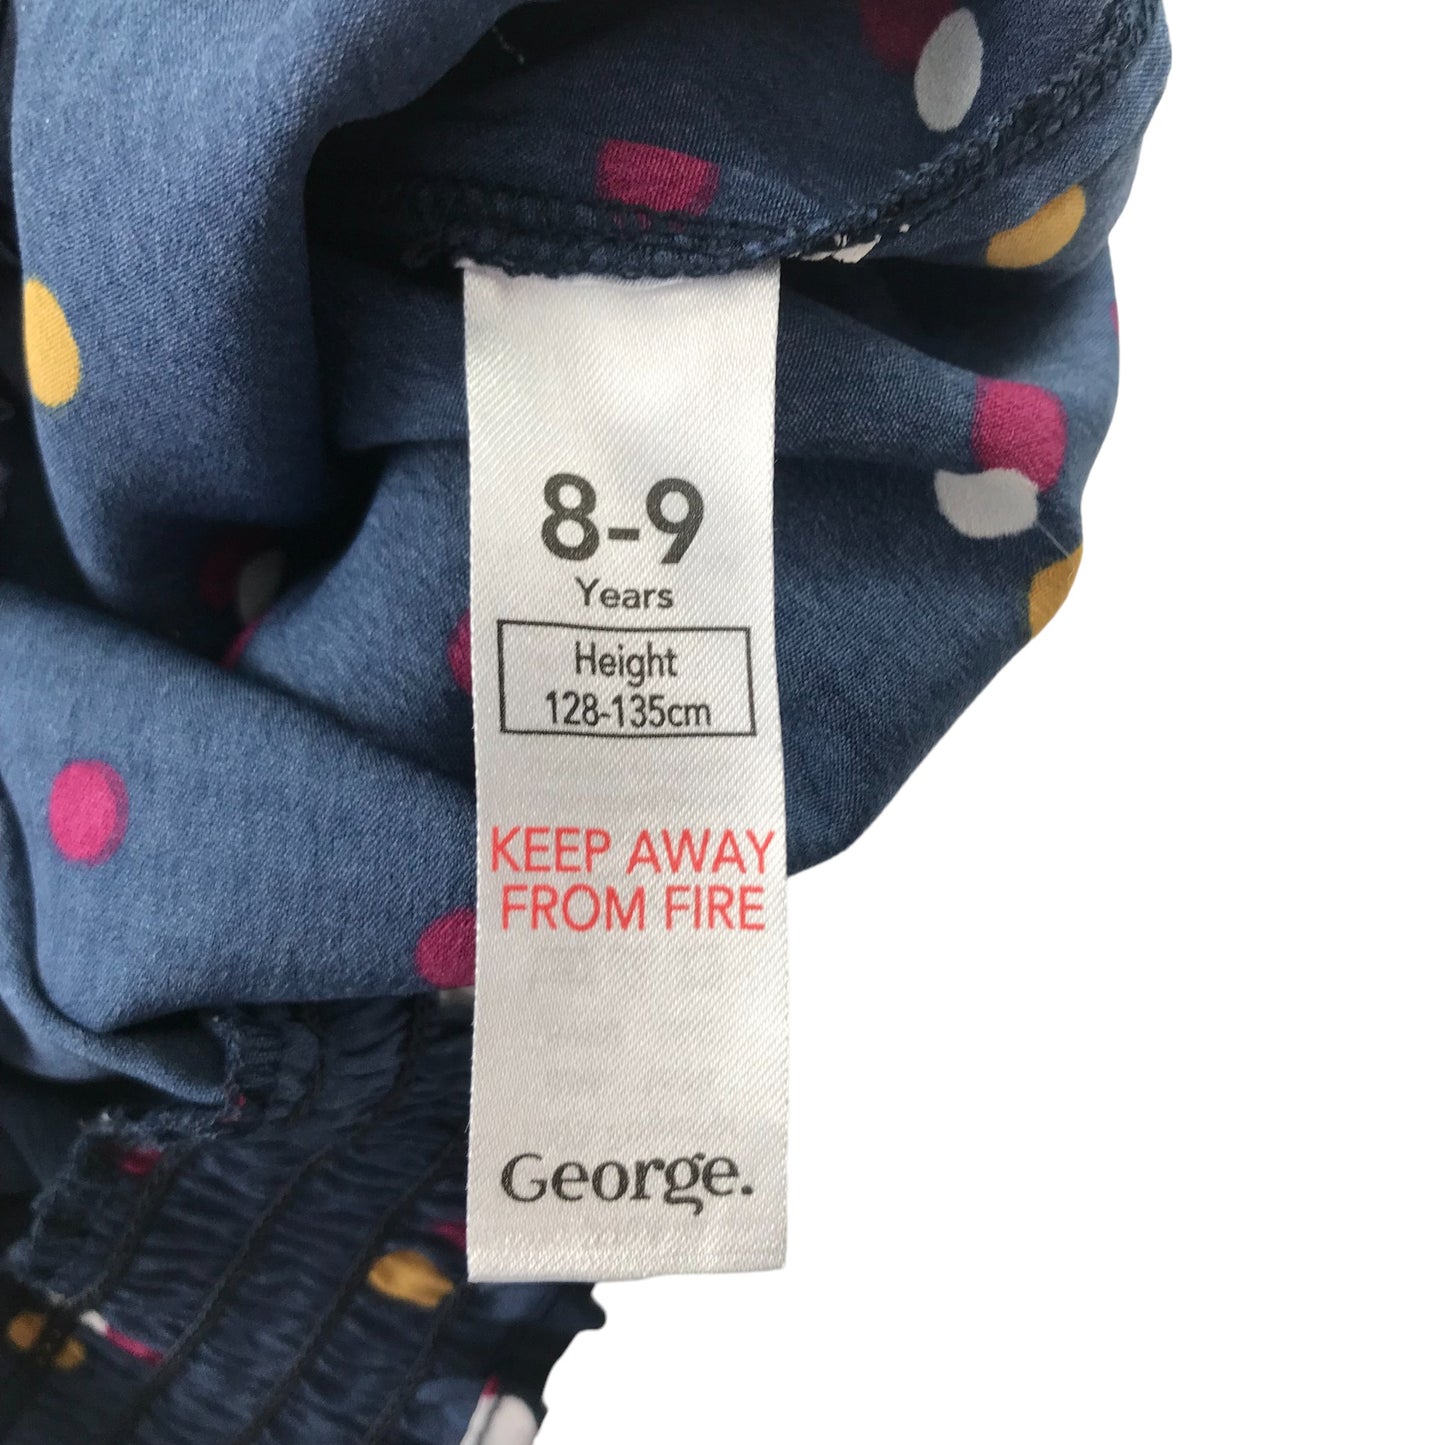 8-9
Years
Height
128-135cm
KEEP AWAY
FROM FIRE
George.